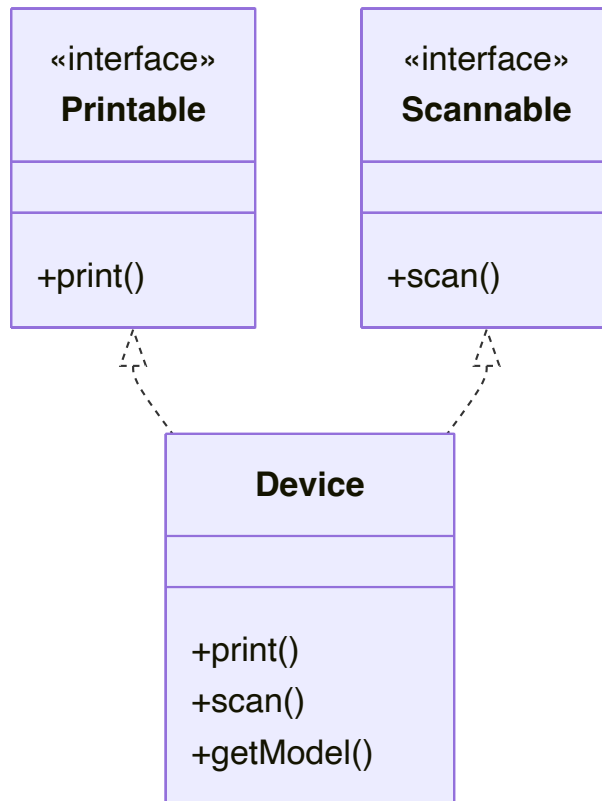 «interface»
Printable
+print()
«interface»
Scannable
+scan()
Device
+print()
+scan()
+getModel()